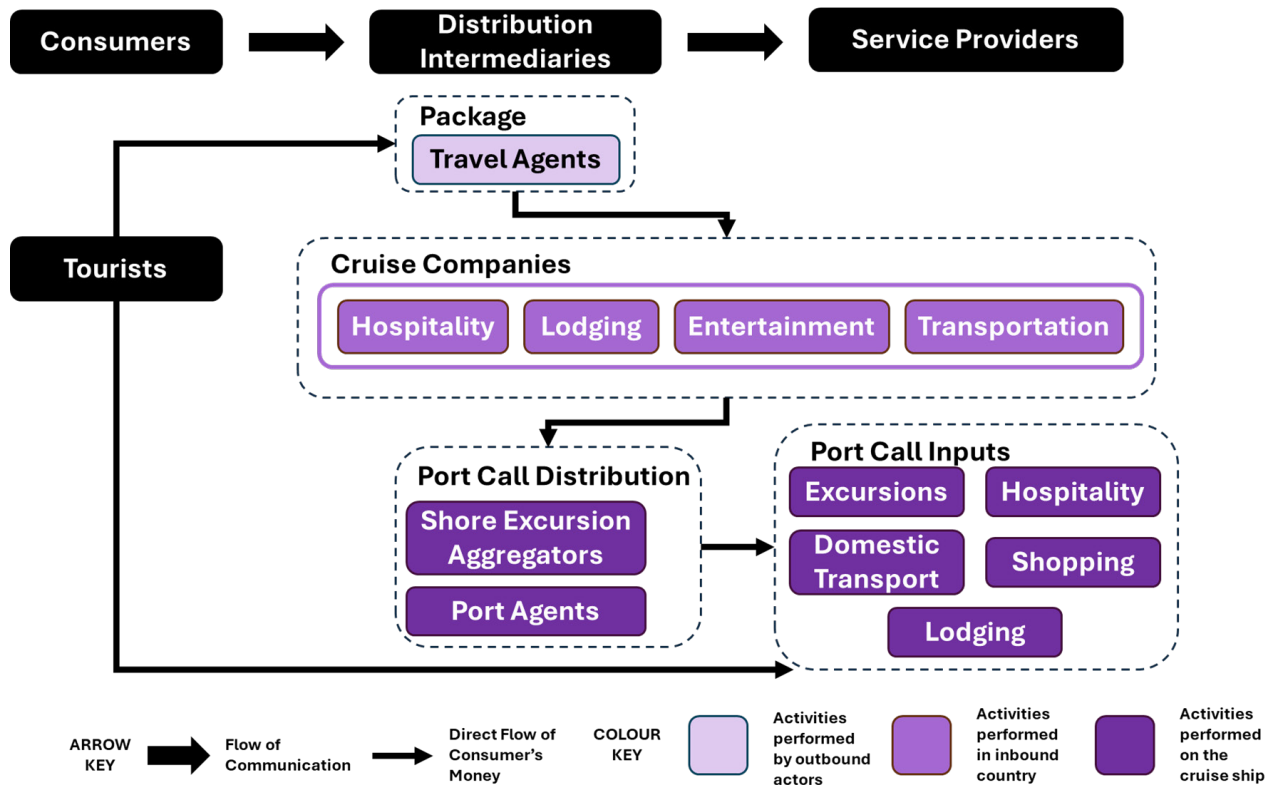 Consumers
Distribution
Intermediaries
Service Providers
Package
Travel Agents
Tourists
Cruise Companies
Hospitality
Lodging
Entertainment
Transportation
Port Call Distribution
Shore Excursion
Aggregators
Port Agents
Port Call Inputs
Excursions
Hospitality
Domestic
Transport
Shopping
Lodging
ARROW
KEY
Flow of
Communication
Direct Flow of
Consumer's
Money
COLOUR
KEY
Activities
performed
by outbound
actors
Activities
performed
in inbound
country
Activities
performed
on the
cruise ship